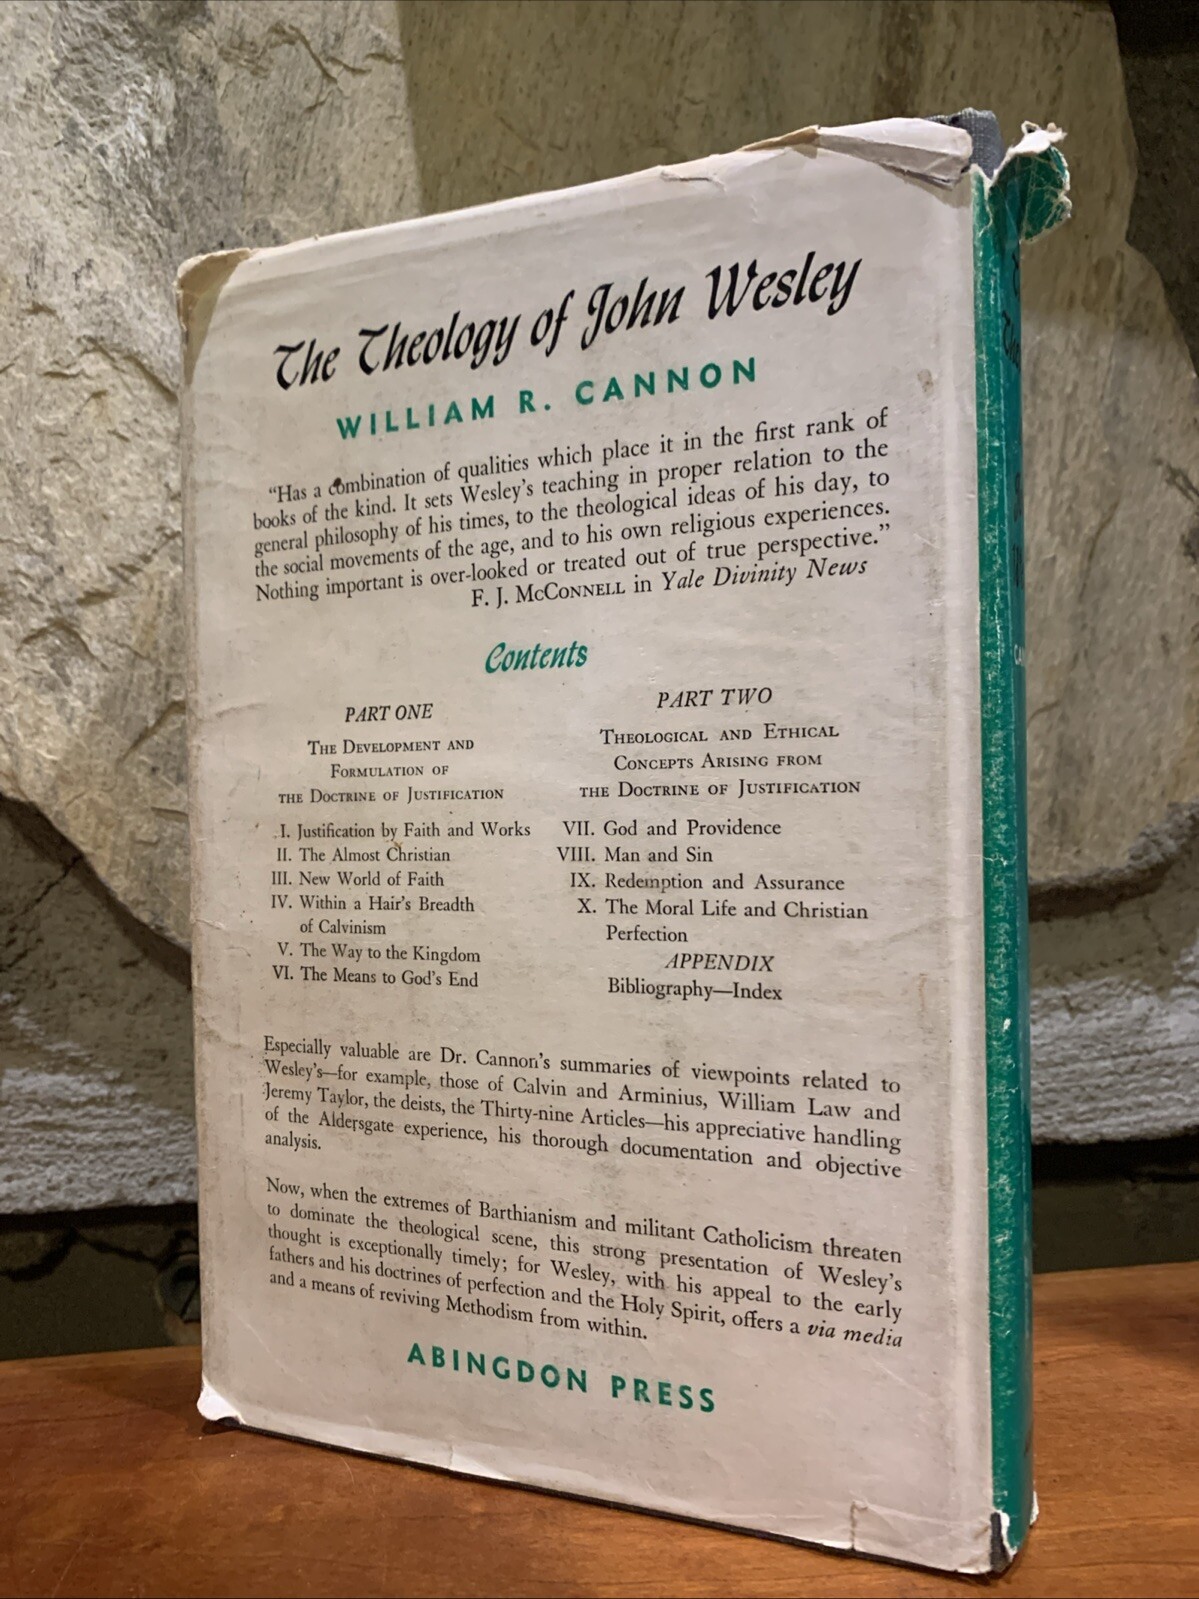 The Theology of John Wesley
WILLIAM R. CANNON
"Has a combination of qualities which place it in the first rank of
books of the kind. It sets Wesley's teaching in proper relation to the
general philosophy of his times, to the theological ideas of his day, to
the social movements of the age, and to his own religious experiences.
Nothing important is over-looked or treated out of true perspective."
F. J. McConnell in Yale Divinity News
Contents
PART ONE
The Development and
Formulation of
the Doctrine of Justification
I. Justification by Faith and Works
II. The Almost Christian
III. New World of Faith
IV. Within a Hair's Breadth
of Calvinism
V. The Way to the Kingdom
VI. The Means to God's End
PART TWO
Theological and Ethical
Concepts Arising from
the Doctrine of Justification
VII. God and Providence
VIII. Man and Sin
IX. Redemption and Assurance
X. The Moral Life and Christian
Perfection
APPENDIX
Bibliography—Index
Especially valuable are Dr. Cannon's summaries of viewpoints related to
Wesley's—for example, those of Calvin and Arminius, William Law and
Jeremy Taylor, the deists, the Thirty-nine Articles—his appreciative handling
of the Aldersgate experience, his thorough documentation and objective
analysis.
Now, when the extremes of Barthianism and militant Catholicism threaten
to dominate the theological scene, this strong presentation of Wesley's
thought is exceptionally timely; for Wesley, with his appeal to the early
fathers and his doctrines of perfection and the Holy Spirit, offers a via media
and a means of reviving Methodism from within.
ABINGDON PRESS